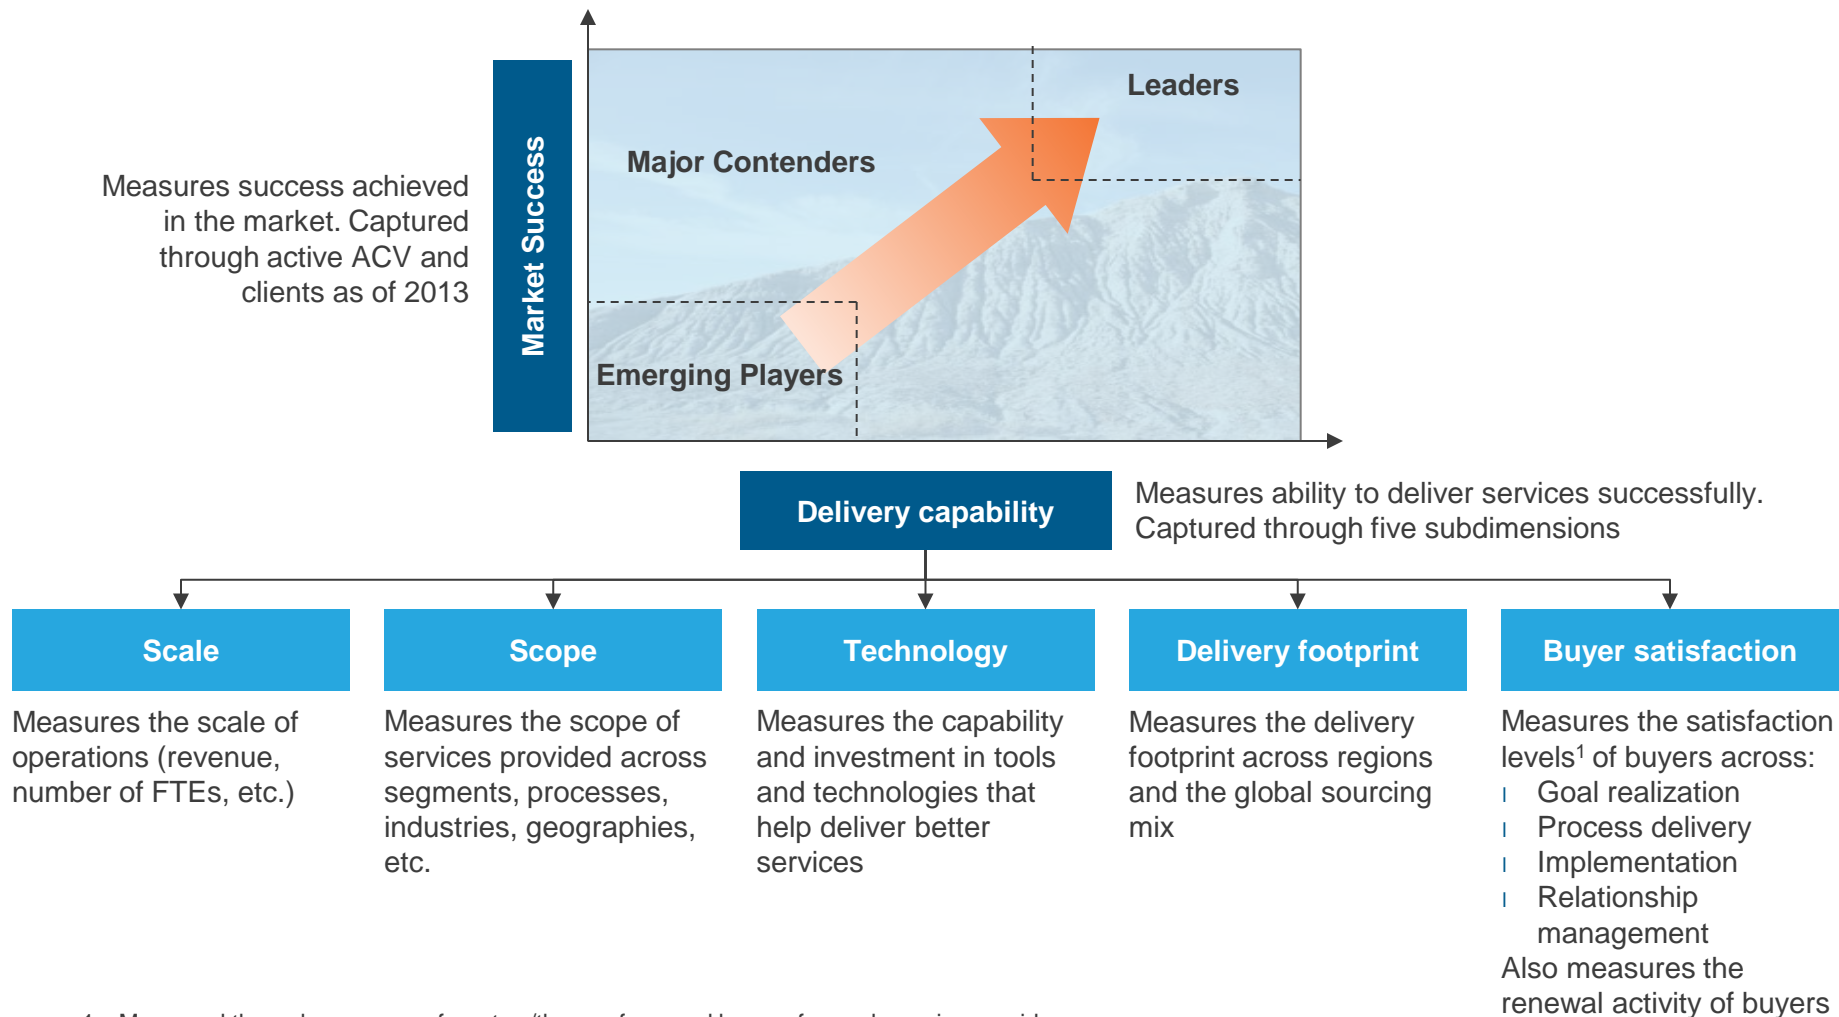 Leaders
Major Contenders
Emerging Players
Market Success
Measures success achieved
in the market. Captured
through active ACV and
clients as of 2013
Delivery capability
Measures ability to deliver services successfully.
Captured through five subdimensions
Scale
Measures the scale of
operations (revenue,
number of FTEs, etc.)
Scope
Measures the scope of
services provided across
segments, processes,
industries, geographies,
etc.
Technology
Measures the capability
and investment in tools
and technologies that
help deliver better
services
Delivery footprint
Measures the delivery
footprint across regions
and the global sourcing
mix
Buyer satisfaction
Measures the satisfaction
levels¹ of buyers across:
l Goal realization
l Process delivery
l Implementation
l Relationship
management
Also measures the
renewal activity of buyers